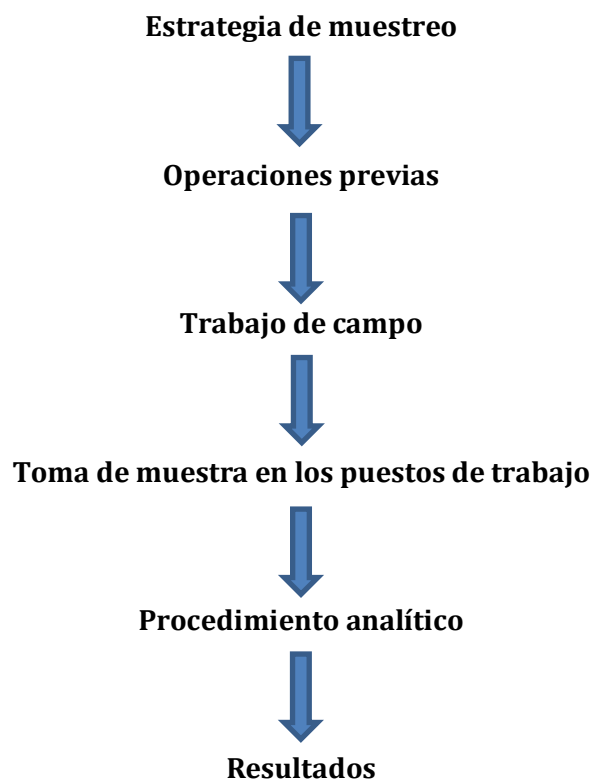 Estrategia de muestreo
Operaciones previas
Trabajo de campo
Toma de muestra en los puestos de trabajo
Procedimiento analítico
Resultados